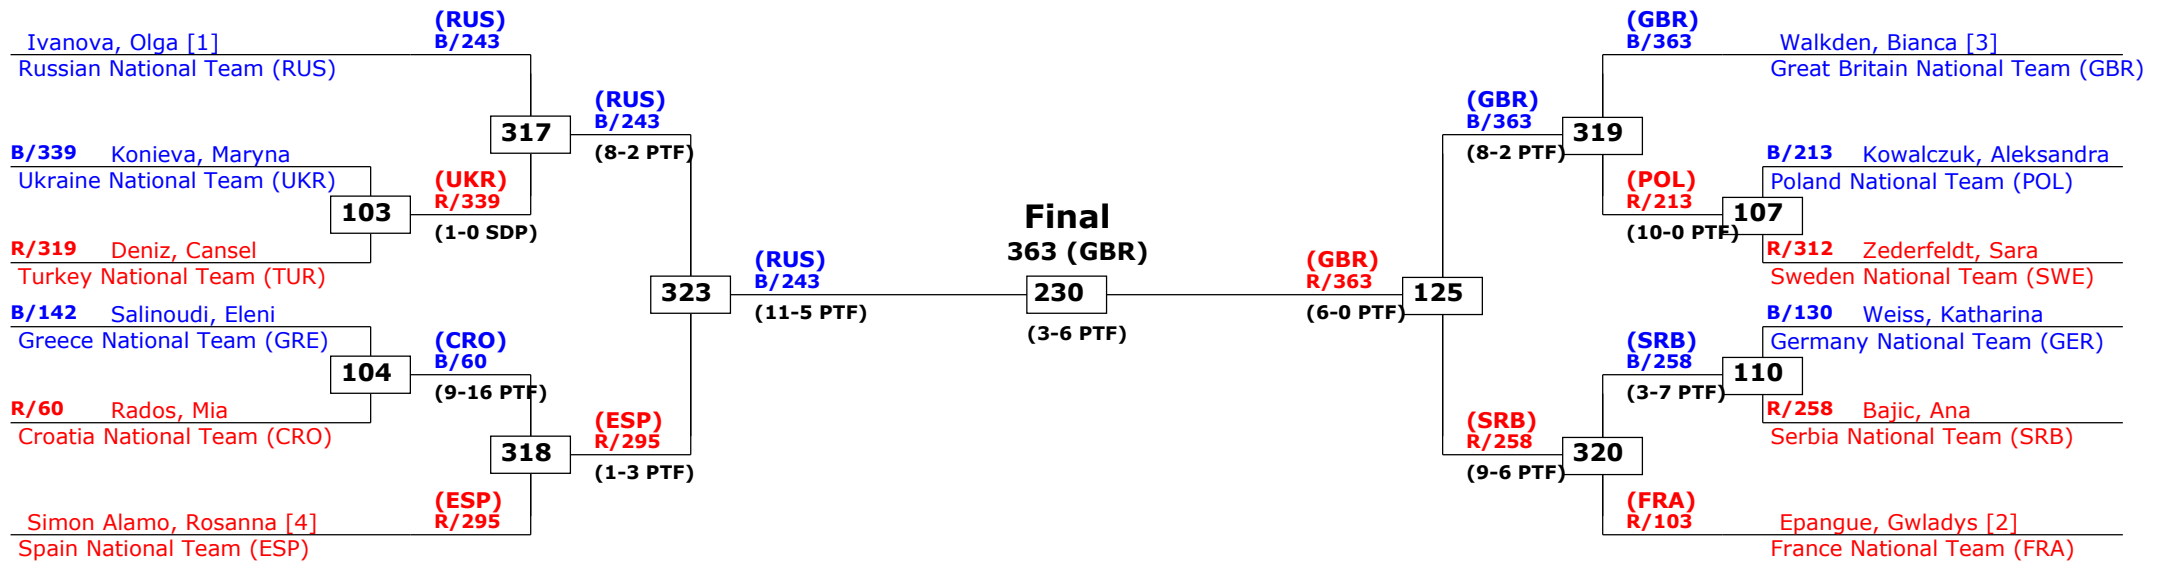 (RUS)
B/243
Ivanova, Olga [1]
Russian National Team (RUS)
(RUS)
B/243
317
(8-2 PTF)
B/339 Konieva, Maryna
Ukraine National Team (UKR)
(UKR)
R/339
103
(1-0 SDP)
R/319 Deniz, Cansel
Turkey National Team (TUR)
(RUS)
B/243
323
(11-5 PTF)
B/142 Salinoudi, Eleni
Greece National Team (GRE)
(CRO)
B/60
104
(9-16 PTF)
R/60 Rados, Mia
Croatia National Team (CRO)
(ESP)
R/295
318
(1-3 PTF)
(ESP)
R/295
Simon Alamo, Rosanna [4]
Spain National Team (ESP)
Final
363 (GBR)
230
(3-6 PTF)
(GBR)
B/363
Walkden, Bianca [3]
Great Britain National Team (GBR)
(GBR)
B/363
319
(8-2 PTF)
B/213 Kowalczuk, Aleksandra
Poland National Team (POL)
(POL)
R/213
107
(10-0 PTF)
R/312 Zederfeldt, Sara
Sweden National Team (SWE)
(GBR)
R/363
125
(6-0 PTF)
B/130 Weiss, Katharina
Germany National Team (GER)
(SRB)
B/258
110
(3-7 PTF)
R/258 Bajic, Ana
Serbia National Team (SRB)
(SRB)
R/258
320
(9-6 PTF)
(FRA)
R/103
Epangue, Gwladys [2]
France National Team (FRA)